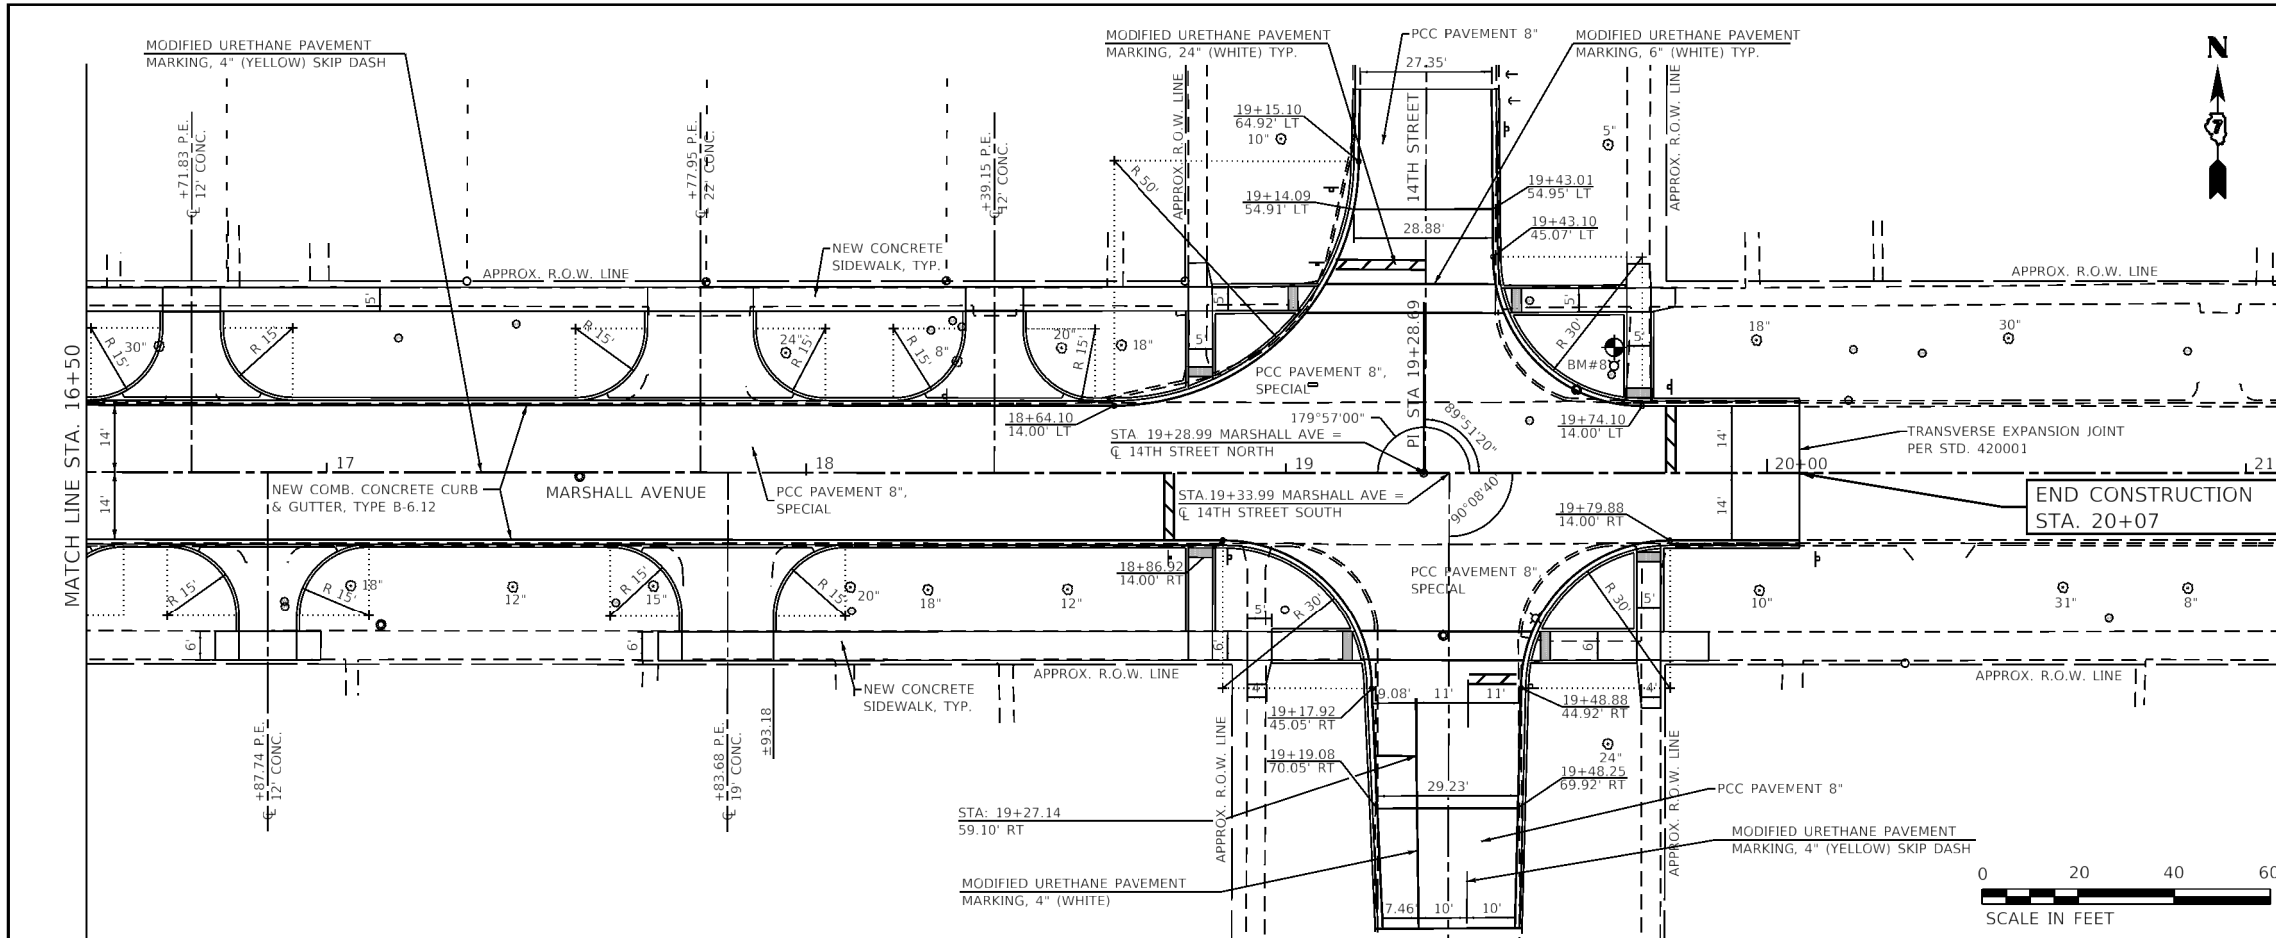 MODIFIED URETHANE PAVEMENT
MARKING, 4" (YELLOW) SKIP DASH
MODIFIED URETHANE PAVEMENT
MARKING, 24" (WHITE) TYP.
PCC PAVEMENT 8"
MODIFIED URETHANE PAVEMENT
MARKING, 6" (WHITE) TYP.
N
27.35'
APPROX. R.O.W. LINE
14TH STREET
APPROX. R.O.W. LINE
19+15.10
64.92' LT
10"
5"
+71.83 P.E.
℄ 12' CONC.
+77.95 P.E.
℄ 22' CONC.
+39.15 P.E.
℄ 12' CONC.
R 50'
19+14.09
54.91' LT
19+43.01
54.95' LT
28.88'
19+43.10
45.07' LT
NEW CONCRETE
SIDEWALK, TYP.
APPROX. R.O.W. LINE
APPROX. R.O.W. LINE
5'
5'
5'
R 15'
30"
R 15'
R 15'
24"
R 15'
R 15'
8"
20"
R 15'
18"
5'
R 30'
BM#8
5'
18"
30"
PCC PAVEMENT 8",
SPECIAL
PI STA 19+28.69
MATCH LINE STA. 16+50
14'
14'
18+64.10
14.00' LT
179°57'00"
89°51'20"
19+74.10
14.00' LT
STA 19+28.99 MARSHALL AVE =
℄ 14TH STREET NORTH
14'
14'
TRANSVERSE EXPANSION JOINT
PER STD. 420001
17
18
19
20+00
21
NEW COMB. CONCRETE CURB
& GUTTER, TYPE B-6.12
MARSHALL AVENUE
PCC PAVEMENT 8",
SPECIAL
STA.19+33.99 MARSHALL AVE =
℄ 14TH STREET SOUTH
90°08'40"
END CONSTRUCTION
STA. 20+07
19+79.88
14.00' RT
18+86.92
14.00' RT
PCC PAVEMENT 8",
SPECIAL
R 15'
18"
R 15'
12"
R 15'
15"
R 15'
20"
18"
12"
5'
R 30'
R 30'
5'
10"
31"
8"
6'
6'
6'
6'
APPROX. R.O.W. LINE
APPROX. R.O.W. LINE
NEW CONCRETE
SIDEWALK, TYP.
4'
9.08'
11'
11'
4'
19+17.92
45.05' RT
19+48.88
44.92' RT
+87.74 P.E.
℄ 12' CONC.
+83.68 P.E.
℄ 19' CONC.
±93.18
APPROX. R.O.W. LINE
APPROX. R.O.W. LINE
19+19.08
70.05' RT
24"
19+48.25
69.92' RT
29.23'
PCC PAVEMENT 8"
STA: 19+27.14
59.10' RT
MODIFIED URETHANE PAVEMENT
MARKING, 4" (YELLOW) SKIP DASH
MODIFIED URETHANE PAVEMENT
MARKING, 4" (WHITE)
7.46'
10'
10'
0
20
40
60
SCALE IN FEET